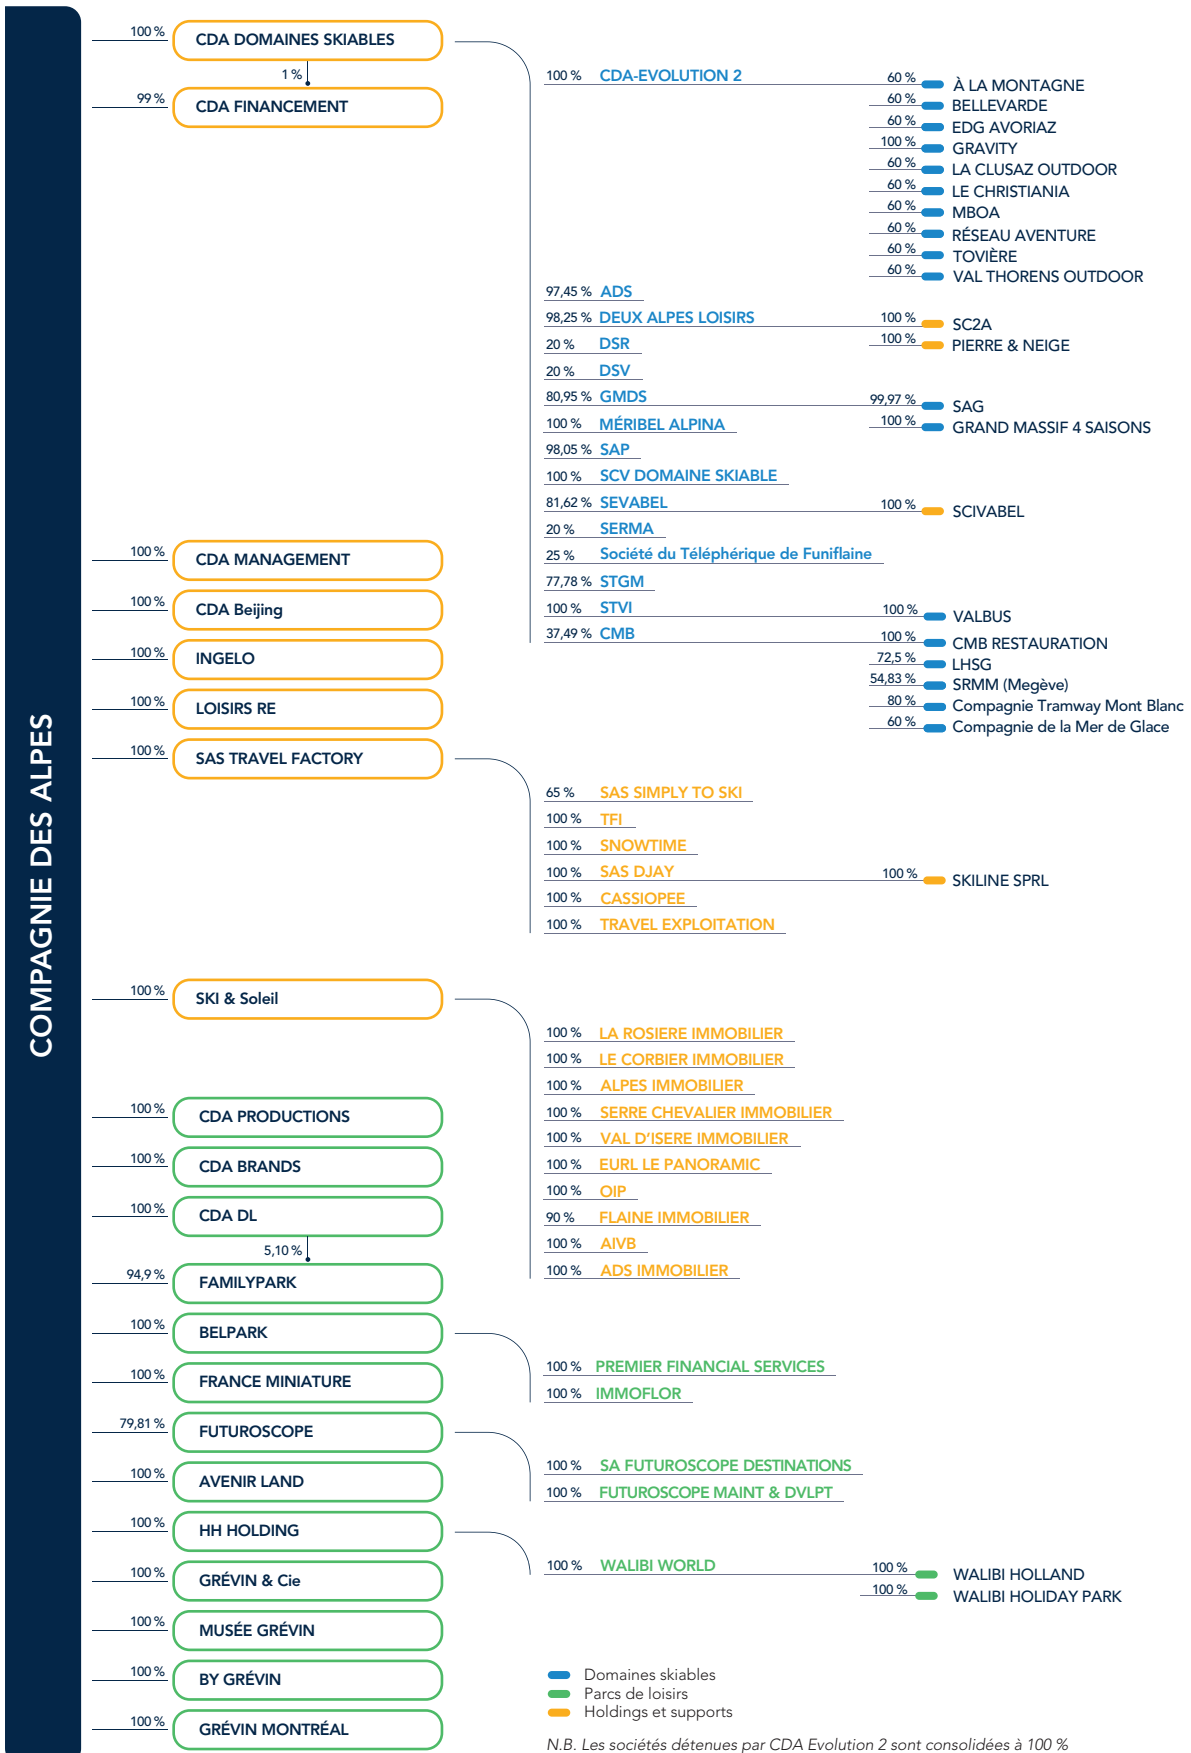 COMPAGNIE DES ALPES
100 % CDA DOMAINES SKIABLES
1 %
99 % CDA FINANCEMENT
100 % CDA-EVOLUTION 2
60 % À LA MONTAGNE
60 % BELLEVARDE
60 % EDG AVORIAZ
100 % GRAVITY
60 % LA CLUSAZ OUTDOOR
60 % LE CHRISTIANIA
60 % MBOA
60 % RÉSEAU AVENTURE
60 % TOVIÈRE
60 % VAL THORENS OUTDOOR
97,45 % ADS
98,25 % DEUX ALPES LOISIRS
100 % SC2A
100 % PIERRE & NEIGE
20 % DSR
20 % DSV
80,95 % GMDS
99,97 % SAG
100 % GRAND MASSIF 4 SAISONS
100 % MÉRIBEL ALPINA
98,05 % SAP
100 % SCV DOMAINE SKIABLE
81,62 % SEVABEL
100 % SCIVABEL
20 % SERMA
25 % Société du Téléphérique de Funiflaine
77,78 % STGM
100 % STVI
100 % VALBUS
37,49 % CMB
100 % CMB RESTAURATION
72,5 % LHSG
54,83 % SRMM (Megève)
80 % Compagnie Tramway Mont Blanc
60 % Compagnie de la Mer de Glace
100 % CDA MANAGEMENT
100 % CDA Beijing
100 % INGELO
100 % LOISIRS RE
100 % SAS TRAVEL FACTORY
65 % SAS SIMPLY TO SKI
100 % TFI
100 % SNOWTIME
100 % SAS DJAY
100 % SKILINE SPRL
100 % CASSIOPEE
100 % TRAVEL EXPLOITATION
100 % SKI & Soleil
100 % LA ROSIERE IMMOBILIER
100 % LE CORBIER IMMOBILIER
100 % ALPES IMMOBILIER
100 % SERRE CHEVALIER IMMOBILIER
100 % VAL D'ISERE IMMOBILIER
100 % EURL LE PANORAMIC
100 % OIP
90 % FLAINE IMMOBILIER
100 % AIVB
100 % ADS IMMOBILIER
100 % CDA PRODUCTIONS
100 % CDA BRANDS
100 % CDA DL
5,10 %
94,9 % FAMILYPARK
100 % BELPARK
100 % PREMIER FINANCIAL SERVICES
100 % IMMOFLOR
100 % FRANCE MINIATURE
79,81 % FUTUROSCOPE
100 % SA FUTUROSCOPE DESTINATIONS
100 % FUTUROSCOPE MAINT & DVLPT
100 % AVENIR LAND
100 % HH HOLDING
100 % WALIBI WORLD
100 % WALIBI HOLLAND
100 % WALIBI HOLIDAY PARK
100 % GRÉVIN & Cie
100 % MUSÉE GRÉVIN
100 % BY GRÉVIN
100 % GRÉVIN MONTRÉAL
Domaines skiables
Parcs de loisirs
Holdings et supports
N.B. Les sociétés détenues par CDA Evolution 2 sont consolidées à 100 %